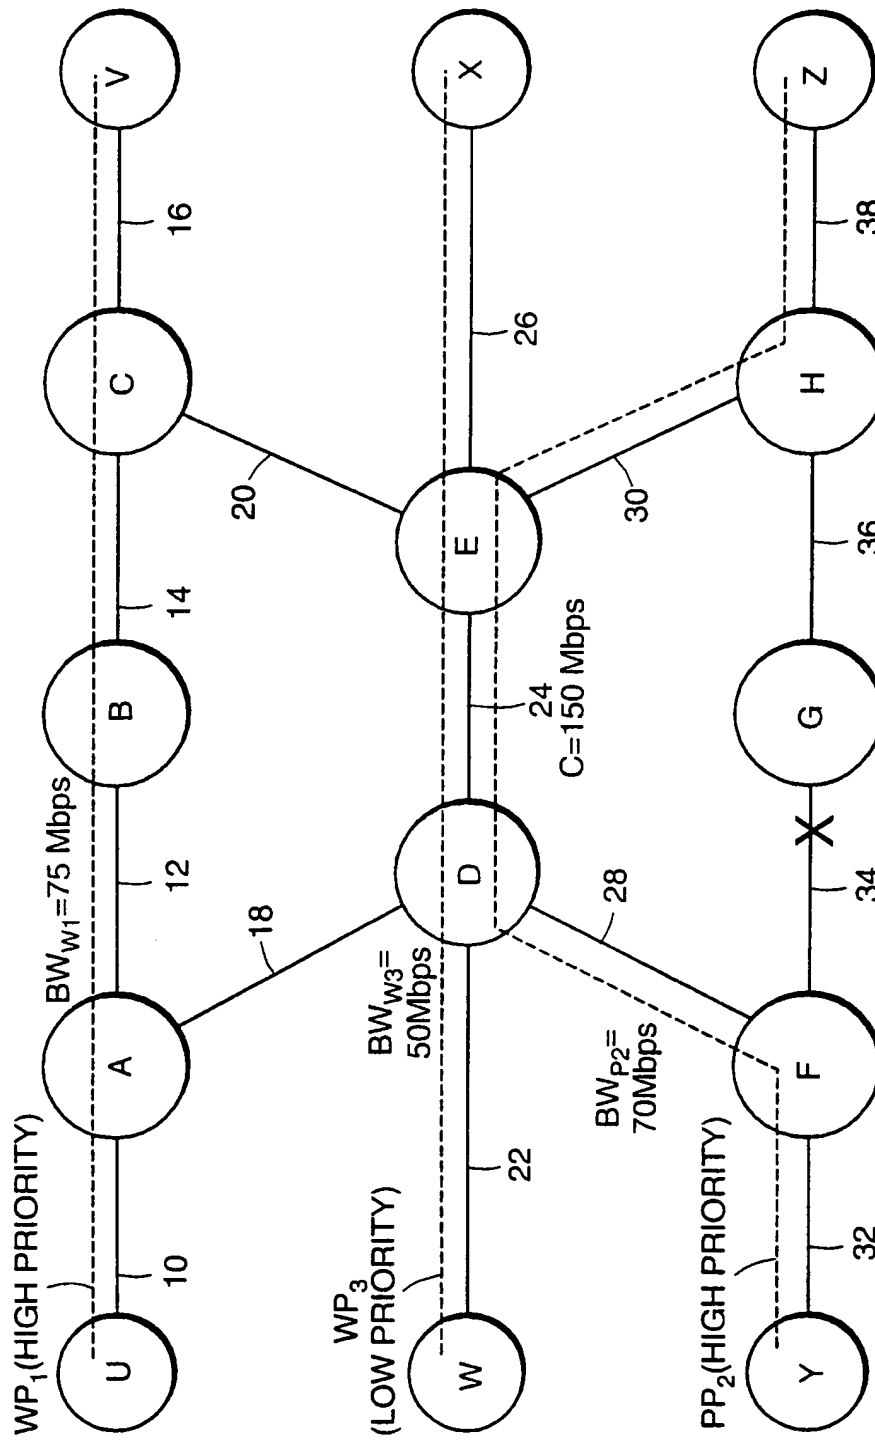 WP1(HIGH PRIORITY)
BWW1=75 Mbps
U
A
B
C
V
10
12
14
16
18
20
WP3
(LOW PRIORITY)
BWW3=
50Mbps
W
D
E
X
22
24
C=150 Mbps
26
BWP2=
70Mbps
28
30
PP2(HIGH PRIORITY)
Y
F
X
G
H
Z
32
34
36
38